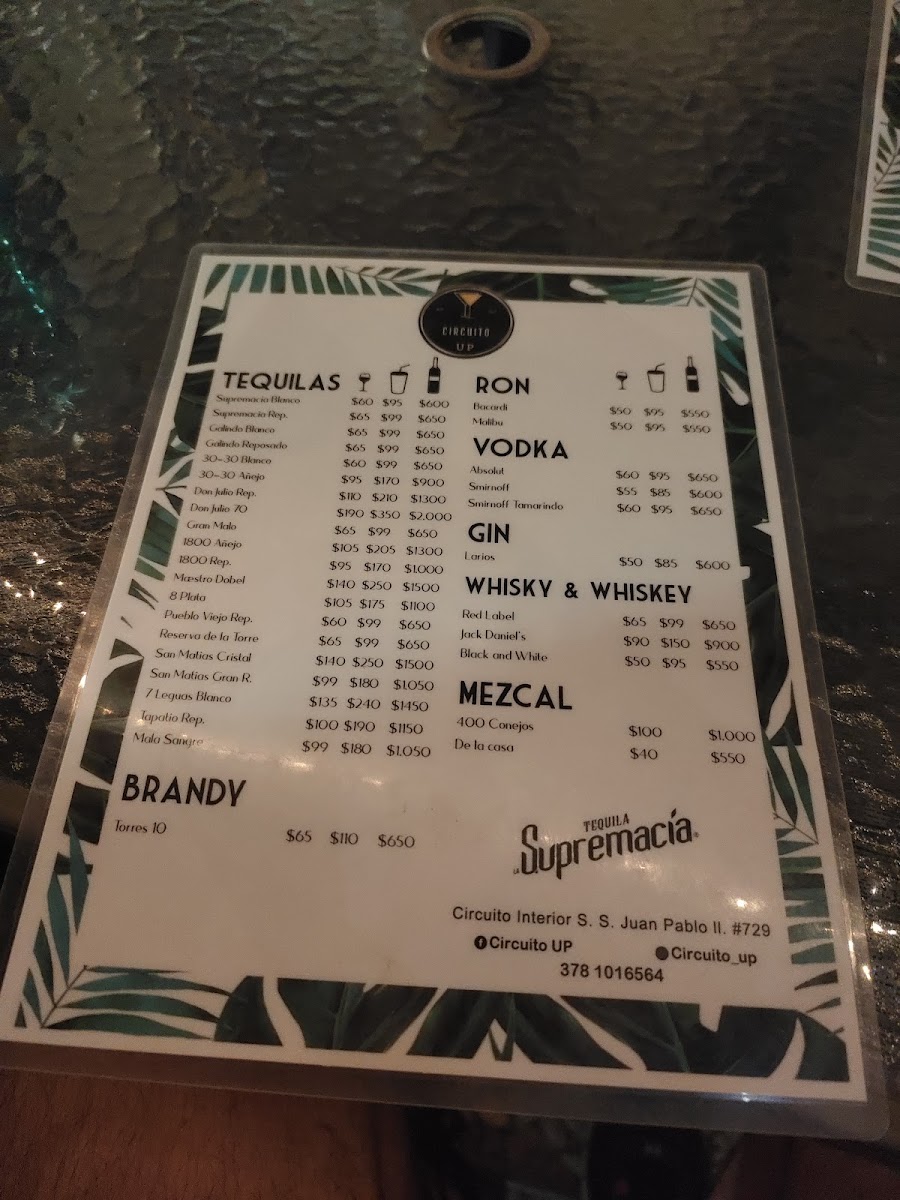 CIRCUITO
UP
TEQUILAS
Supremacia Blanco $60 $95 $600
Supremacia Rep. $65 $99 $650
Galindo Blanco $65 $99 $650
Galindo Reposado $65 $99 $650
30-30 Blanco $60 $99 $650
30-30 Añejo $95 $170 $900
Don Julio Rep. $110 $210 $1300
Don Julio 70 $190 $350 $2.000
Gran Malo $65 $99 $650
1800 Añejo $105 $205 $1300
1800 Rep. $95 $170 $1.000
Maestro Dobel $140 $250 $1500
8 Plata $105 $175 $1100
Pueblo Viejo Rep. $60 $99 $650
Reserva de la Torre $65 $99 $650
San Matias Cristal $140 $250 $1500
San Matias Gran R. $99 $180 $1.050
7 Leguas Blanco $135 $240 $1450
Tapatio Rep. $100 $190 $1150
Mala Sangre $99 $180 $1.050
BRANDY
Torres 10 $65 $110 $650
RON
Bacardi $50 $95 $550
Malibu $50 $95 $550
VODKA
Absolut $60 $95 $650
Smirnoff $55 $85 $600
Smirnoff Tamarindo $60 $95 $650
GIN
Larios $50 $85 $600
WHISKY & WHISKEY
Red Label $65 $99 $650
Jack Daniel's $90 $150 $900
Black and White $50 $95 $550
MEZCAL
400 Conejos $100 $1.000
De la casa $40 $550
TEQUILA
LA Supremacía
Circuito Interior S. S. Juan Pablo II. #729
Circuito UP Circuito_up
378 1016564